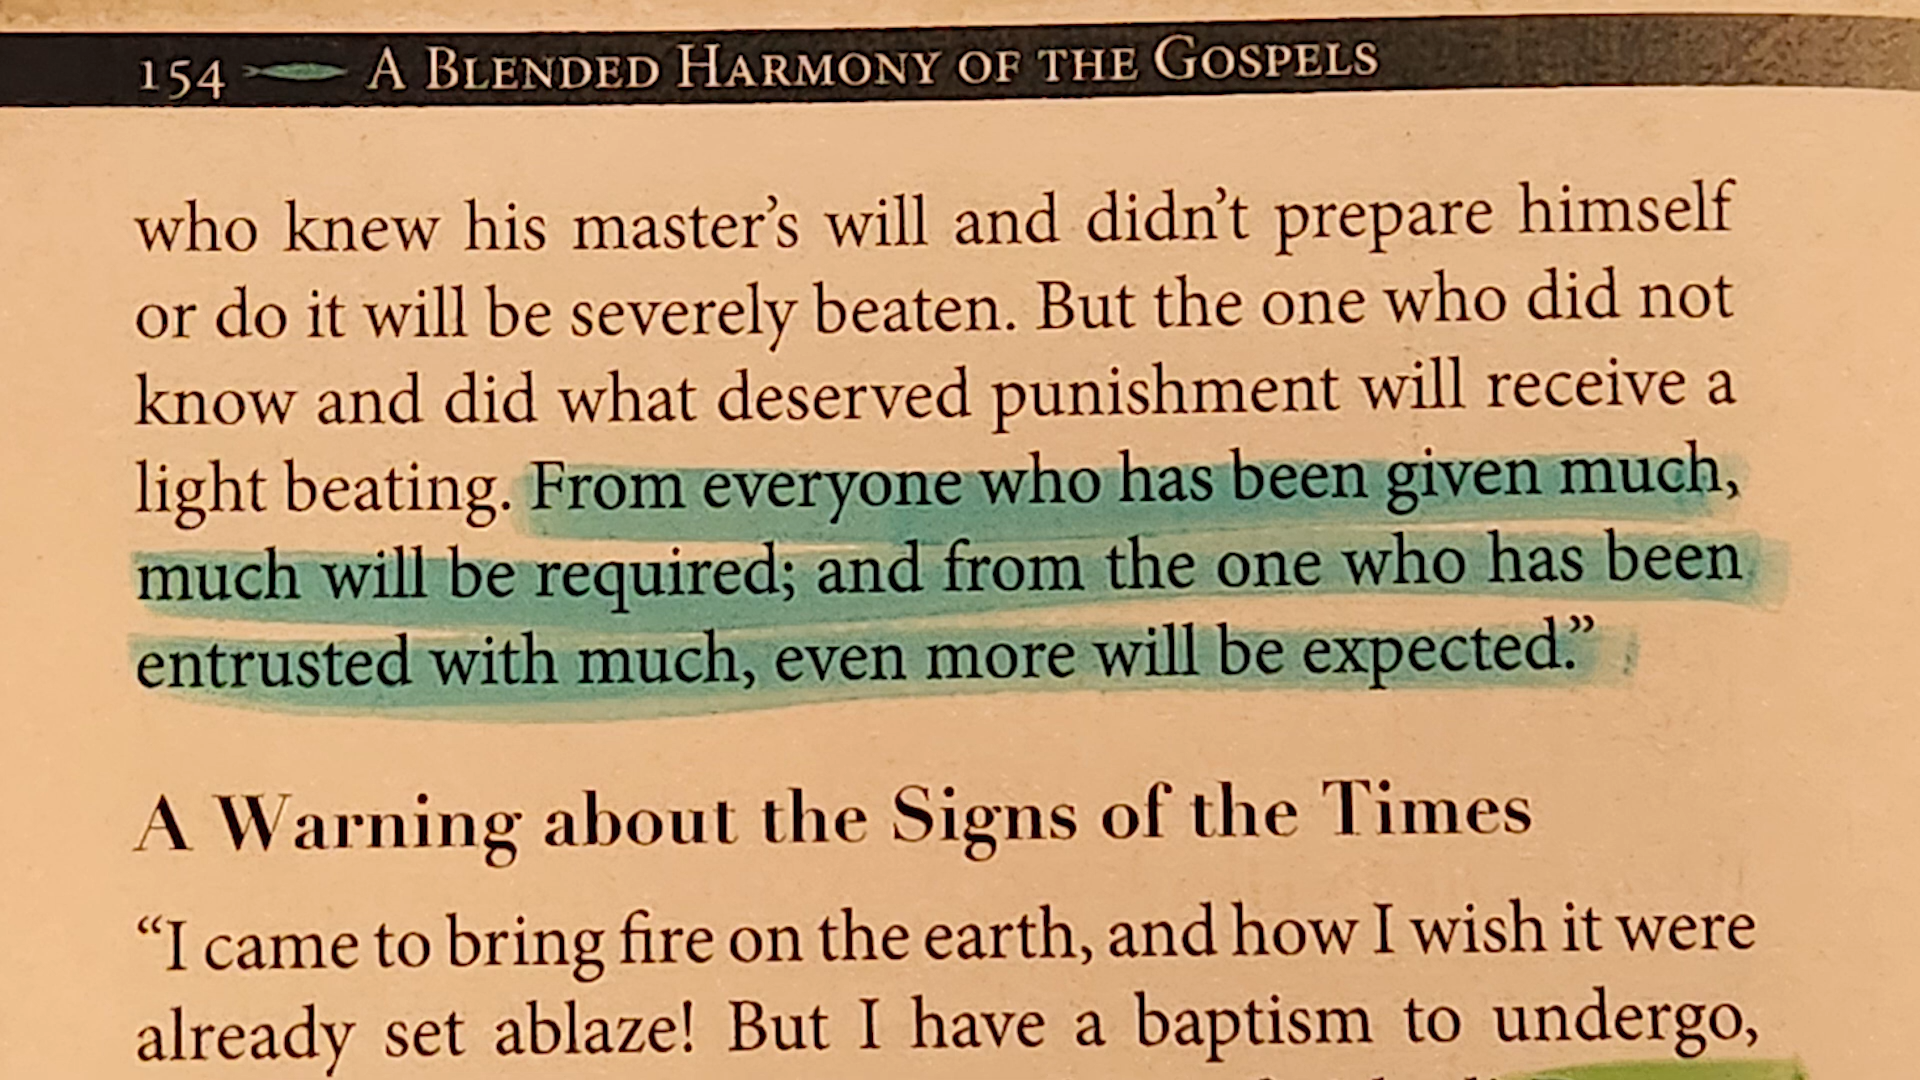 154 A Blended Harmony of the Gospels
who knew his master’s will and didn’t prepare himself
or do it will be severely beaten. But the one who did not
know and did what deserved punishment will receive a
light beating. From everyone who has been given much,
much will be required; and from the one who has been
entrusted with much, even more will be expected.”
A Warning about the Signs of the Times
“I came to bring fire on the earth, and how I wish it were
already set ablaze! But I have a baptism to undergo,